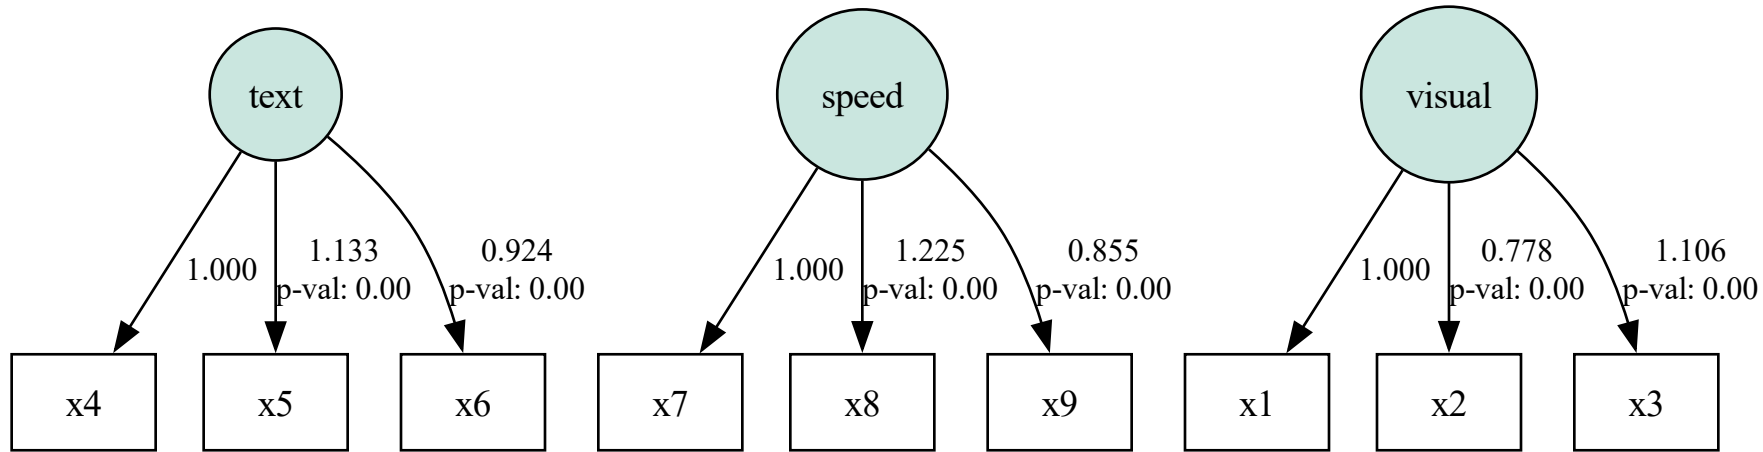 text
speed
visual
1.000
1.133
p-val: 0.00
0.924
p-val: 0.00
1.000
1.225
p-val: 0.00
0.855
p-val: 0.00
1.000
0.778
p-val: 0.00
1.106
p-val: 0.00
x4
x5
x6
x7
x8
x9
x1
x2
x3